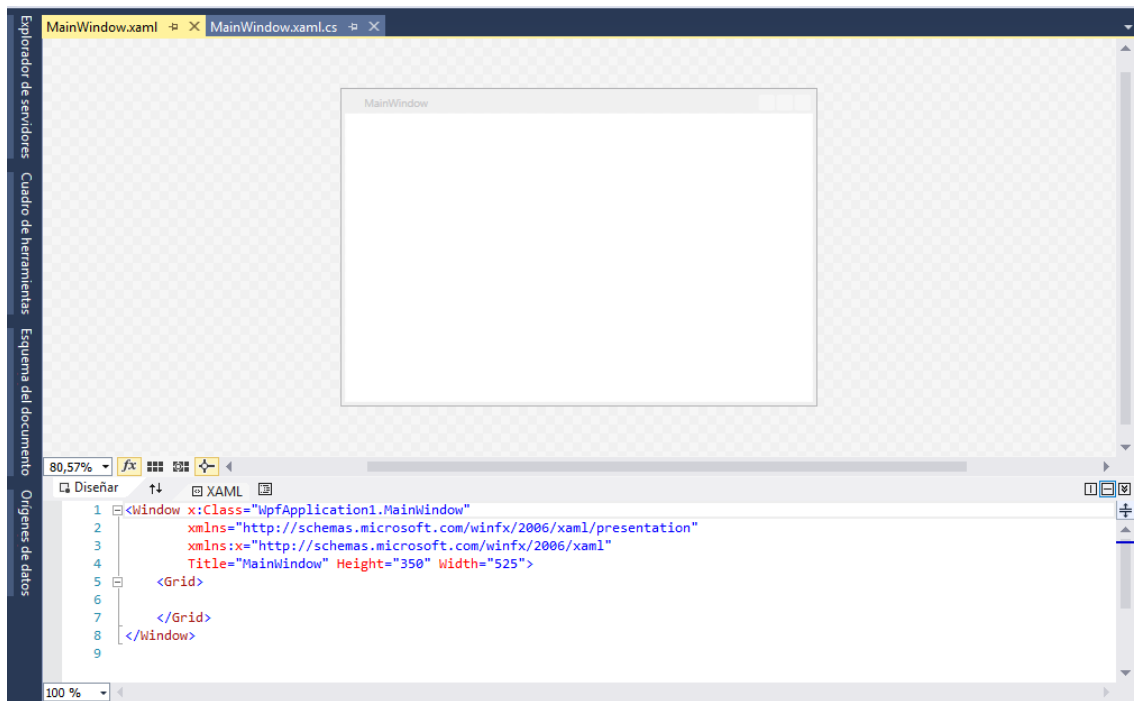 MainWindow.xaml
MainWindow.xaml.cs
Explorador de servidores
Cuadro de herramientas
Esquema del documento
Orígenes de datos
MainWindow
80,57%
fx
Diseñar
XAML
1 <Window x:Class="WpfApplication1.MainWindow"
2 xmlns="http://schemas.microsoft.com/winfx/2006/xaml/presentation"
3 xmlns:x="http://schemas.microsoft.com/winfx/2006/xaml"
4 Title="MainWindow" Height="350" Width="525">
5 <Grid>
6
7 </Grid>
8 </Window>
9
100 %